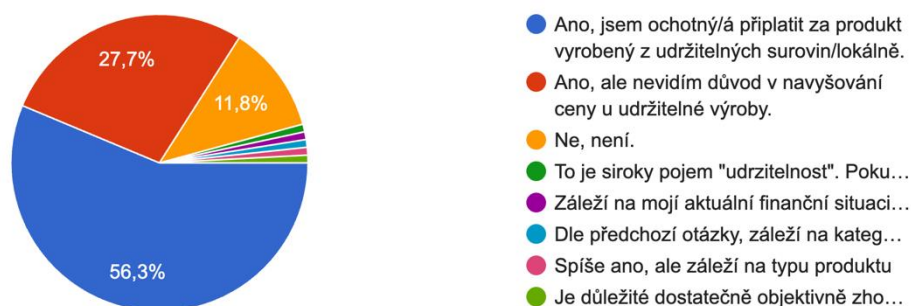 27,7%
11,8%
56,3%
Ano, jsem ochotný/á připlatit za produkt
vyrobený z udržitelných surovin/lokálně.
Ano, ale nevidím důvod v navyšování
ceny u udržitelné výroby.
Ne, není.
To je siroky pojem "udrzitelnost". Poku…
Záleží na mojí aktuální finanční situaci…
Dle předchozí otázky, záleží na kateg…
Spíše ano, ale záleží na typu produktu
Je důležité dostatečně objektivně zho…